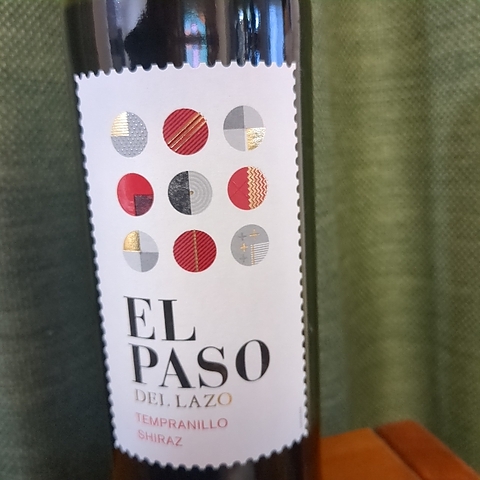 EL
PASO
DEL LAZO
TEMPRANILLO
SHIRAZ